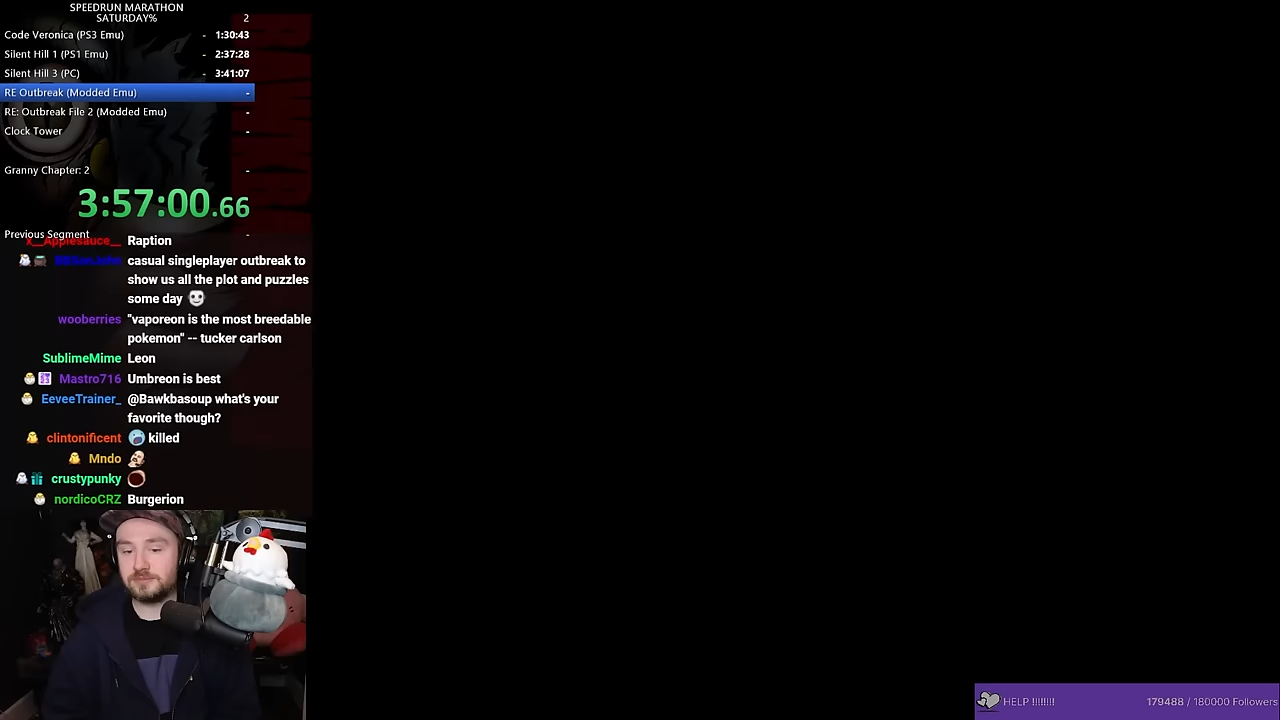 SPEEDRUN MARATHON
SATURDAY%
2
Code Veronica (PS3 Emu) - 1:30:43
Silent Hill 1 (PS1 Emu) - 2:37:28
Silent Hill 3 (PC) - 3:41:07
RE Outbreak (Modded Emu) -
RE: Outbreak File 2 (Modded Emu) -
Clock Tower -
Granny Chapter: 2 -
3:57:00.66
Previous Segment -
x__Applesauce__ Raption
casual singleplayer outbreak to
show us all the plot and puzzles
some day
wooberries "vaporeon is the most breedable
pokemon" -- tucker carlson
SublimeMime Leon
Mastro716 Umbreon is best
EeveeTrainer_ @Bawkbasoup what's your
favorite though?
clintonificent killed
Mndo
crustypunky
nordicoCRZ Burgerion
HELP !!!!!!!! 179488 / 180000 Followers